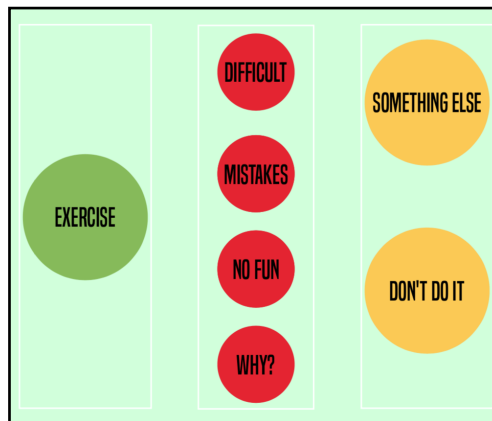 EXERCISE
DIFFICULT
MISTAKES
NO FUN
WHY?
SOMETHING ELSE
DON'T DO IT